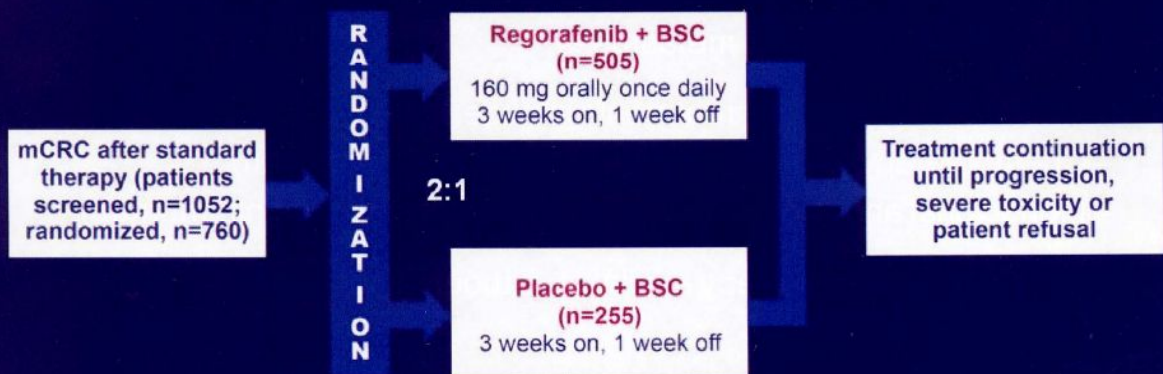 mCRC after standard
therapy (patients
screened, n=1052;
randomized, n=760)
RANDOMIZATION
2:1
Regorafenib + BSC
(n=505)
160 mg orally once daily
3 weeks on, 1 week off
Placebo + BSC
(n=255)
3 weeks on, 1 week off
Treatment continuation
until progression,
severe toxicity or
patient refusal